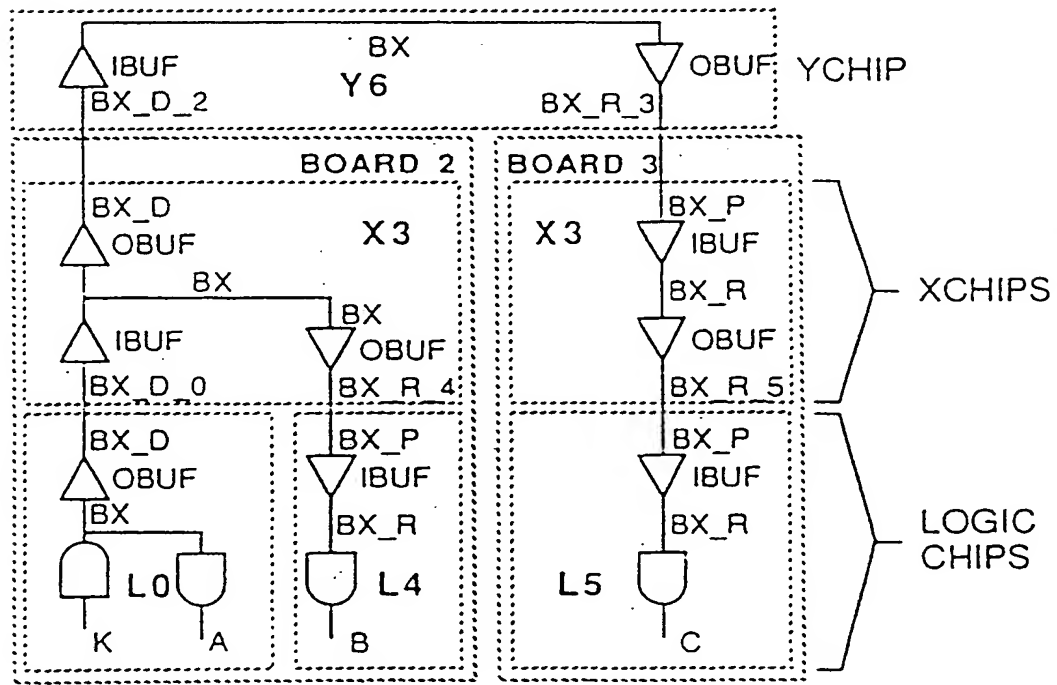 BX
IBUF
OBUF
YCHIP
Y6
BX_D_2
BX_R_3
BOARD 2
BOARD 3
BX_D
X3
X3
BX_P
OBUF
IBUF
BX
BX_R
XCHIPS
BX
IBUF
OBUF
OBUF
BX_D_0
BX_R_4
BX_R_5
BX_D
BX_P
BX_P
OBUF
IBUF
IBUF
BX
BX_R
BX_R
LOGIC
CHIPS
L0
L4
L5
K
A
B
C